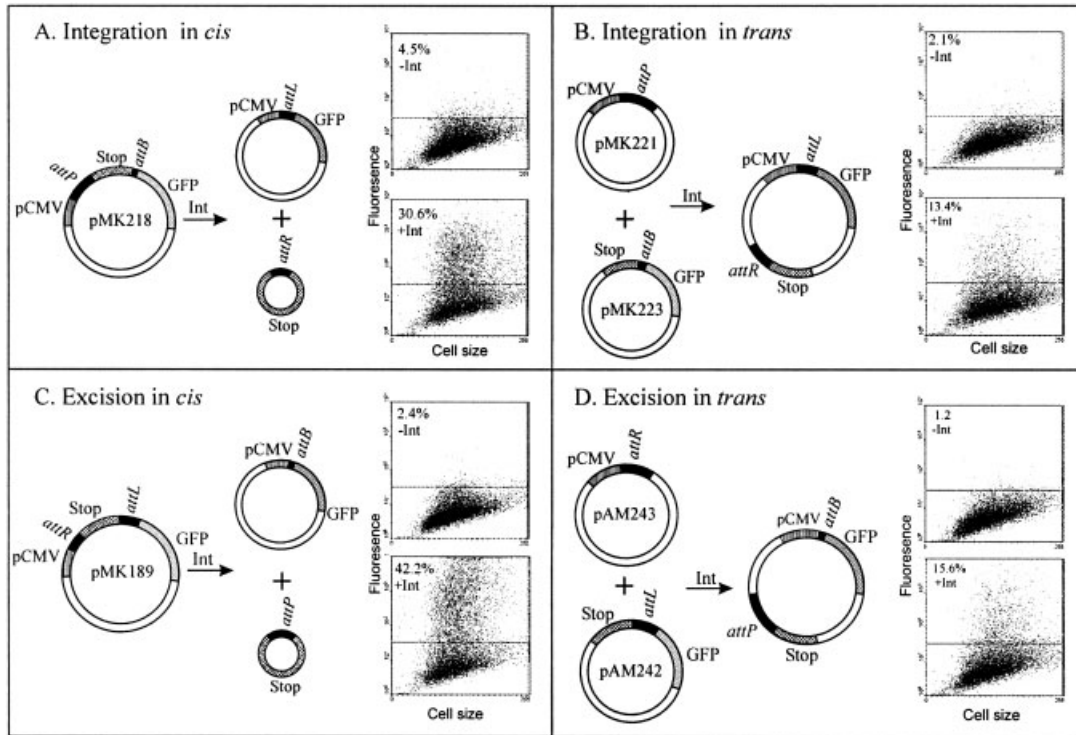 A. Integration in cis
pCMV
attP
Stop
attB
GFP
pMK218
Int
pCMV
attL
GFP
+
attR
Stop
4.5%
-Int
30.6%
+Int
Fluoresence
Cell size
B. Integration in trans
pCMV
attP
pMK221
+
Stop
attB
GFP
pMK223
Int
pCMV
attL
GFP
attR
Stop
2.1%
-Int
13.4%
+Int
Fluoresence
Cell size
C. Excision in cis
pCMV
attR
Stop
attL
GFP
pMK189
Int
pCMV
attB
GFP
+
attP
Stop
2.4%
-Int
42.2%
+Int
Fluoresence
Cell size
D. Excision in trans
pCMV
attR
pAM243
+
Stop
attL
GFP
pAM242
Int
pCMV
attB
GFP
attP
Stop
1.2
-Int
15.6%
+Int
Fluoresence
Cell size